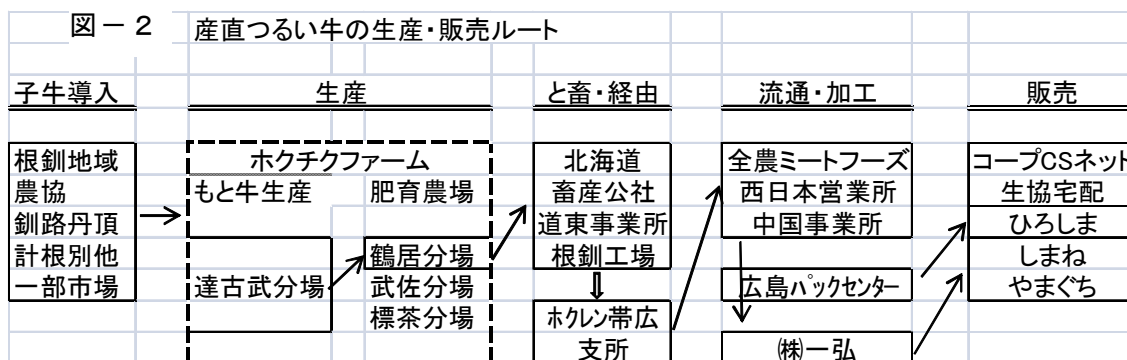 図－２ 産直つるい牛の生産・販売ルート
子牛導入 生産 と畜・経由 流通・加工 販売
根釧地域 ホクチクファーム 北海道 全農ミートフーズ コープCSネット
農協 もと牛生産 肥育農場 畜産公社 西日本営業所 生協宅配
釧路丹頂 道東事業所 中国事業所 ひろしま
計根別他 鶴居分場 根釧工場 しまね
一部市場 達古武分場 武佐分場 広島パックセンター やまぐち
標茶分場 ホクレン帯広
支所 ㈱一弘